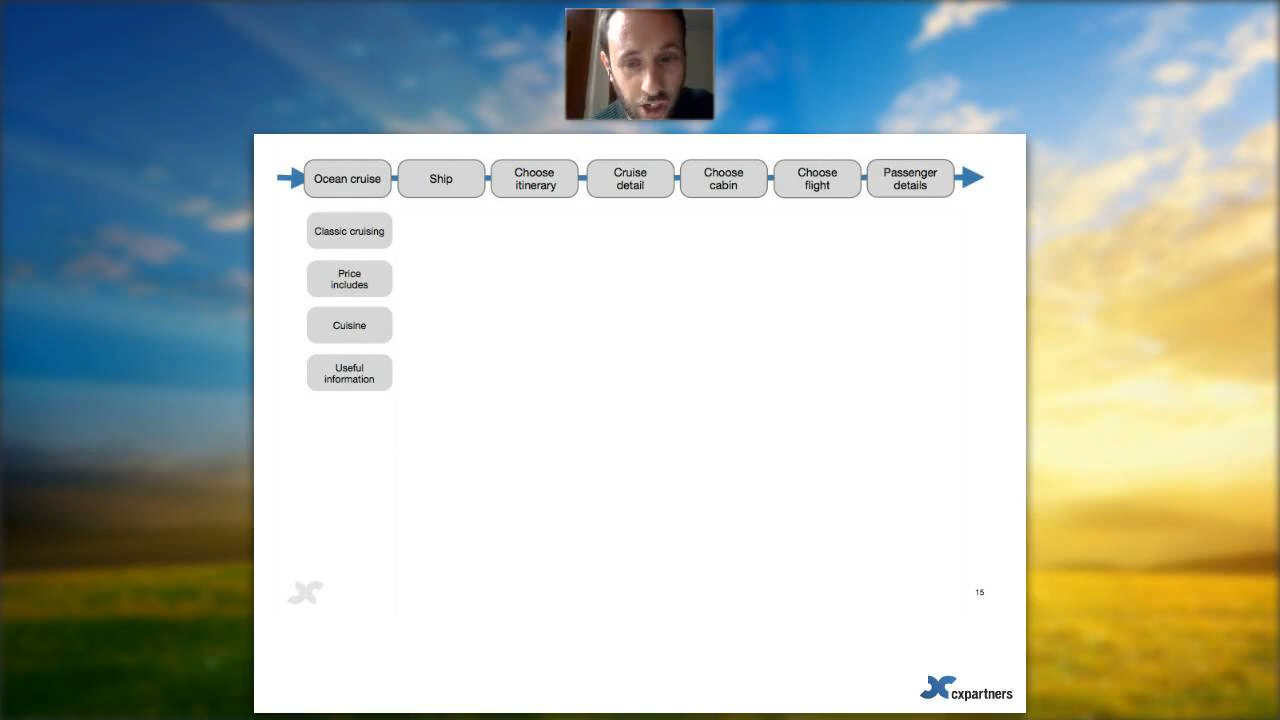 Ocean cruise
Ship
Choose
itinerary
Cruise
detail
Choose
cabin
Choose
flight
Passenger
details
Classic cruising
Price
includes
Cuisine
Useful
information
15
cxpartners